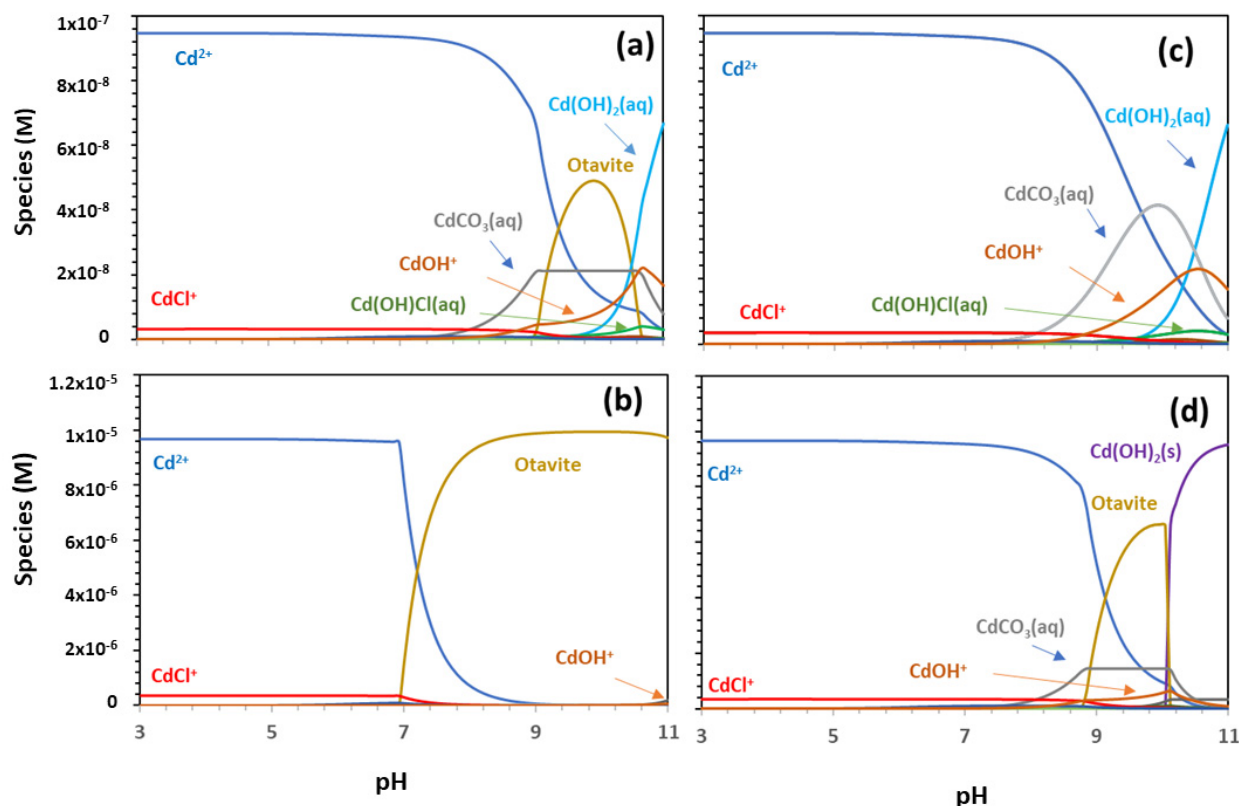 1x10-7
8x10-8
6x10-8
4x10-8
2x10-8
0
Species (M)
(a)
Cd2+
Cd(OH)2(aq)
Otavite
CdCO3(aq)
CdOH+
Cd(OH)Cl(aq)
CdCl+
(c)
Cd2+
Cd(OH)2(aq)
CdCO3(aq)
CdOH+
Cd(OH)Cl(aq)
CdCl+
1.2x10-5
1x10-5
8x10-6
6x10-6
4x10-6
2x10-6
0
Species (M)
(b)
Cd2+
Otavite
CdCl+
CdOH+
3 5 7 9 11
pH
(d)
Cd2+
Cd(OH)2(s)
Otavite
CdCO3(aq)
CdOH+
CdCl+
3 5 7 9 11
pH